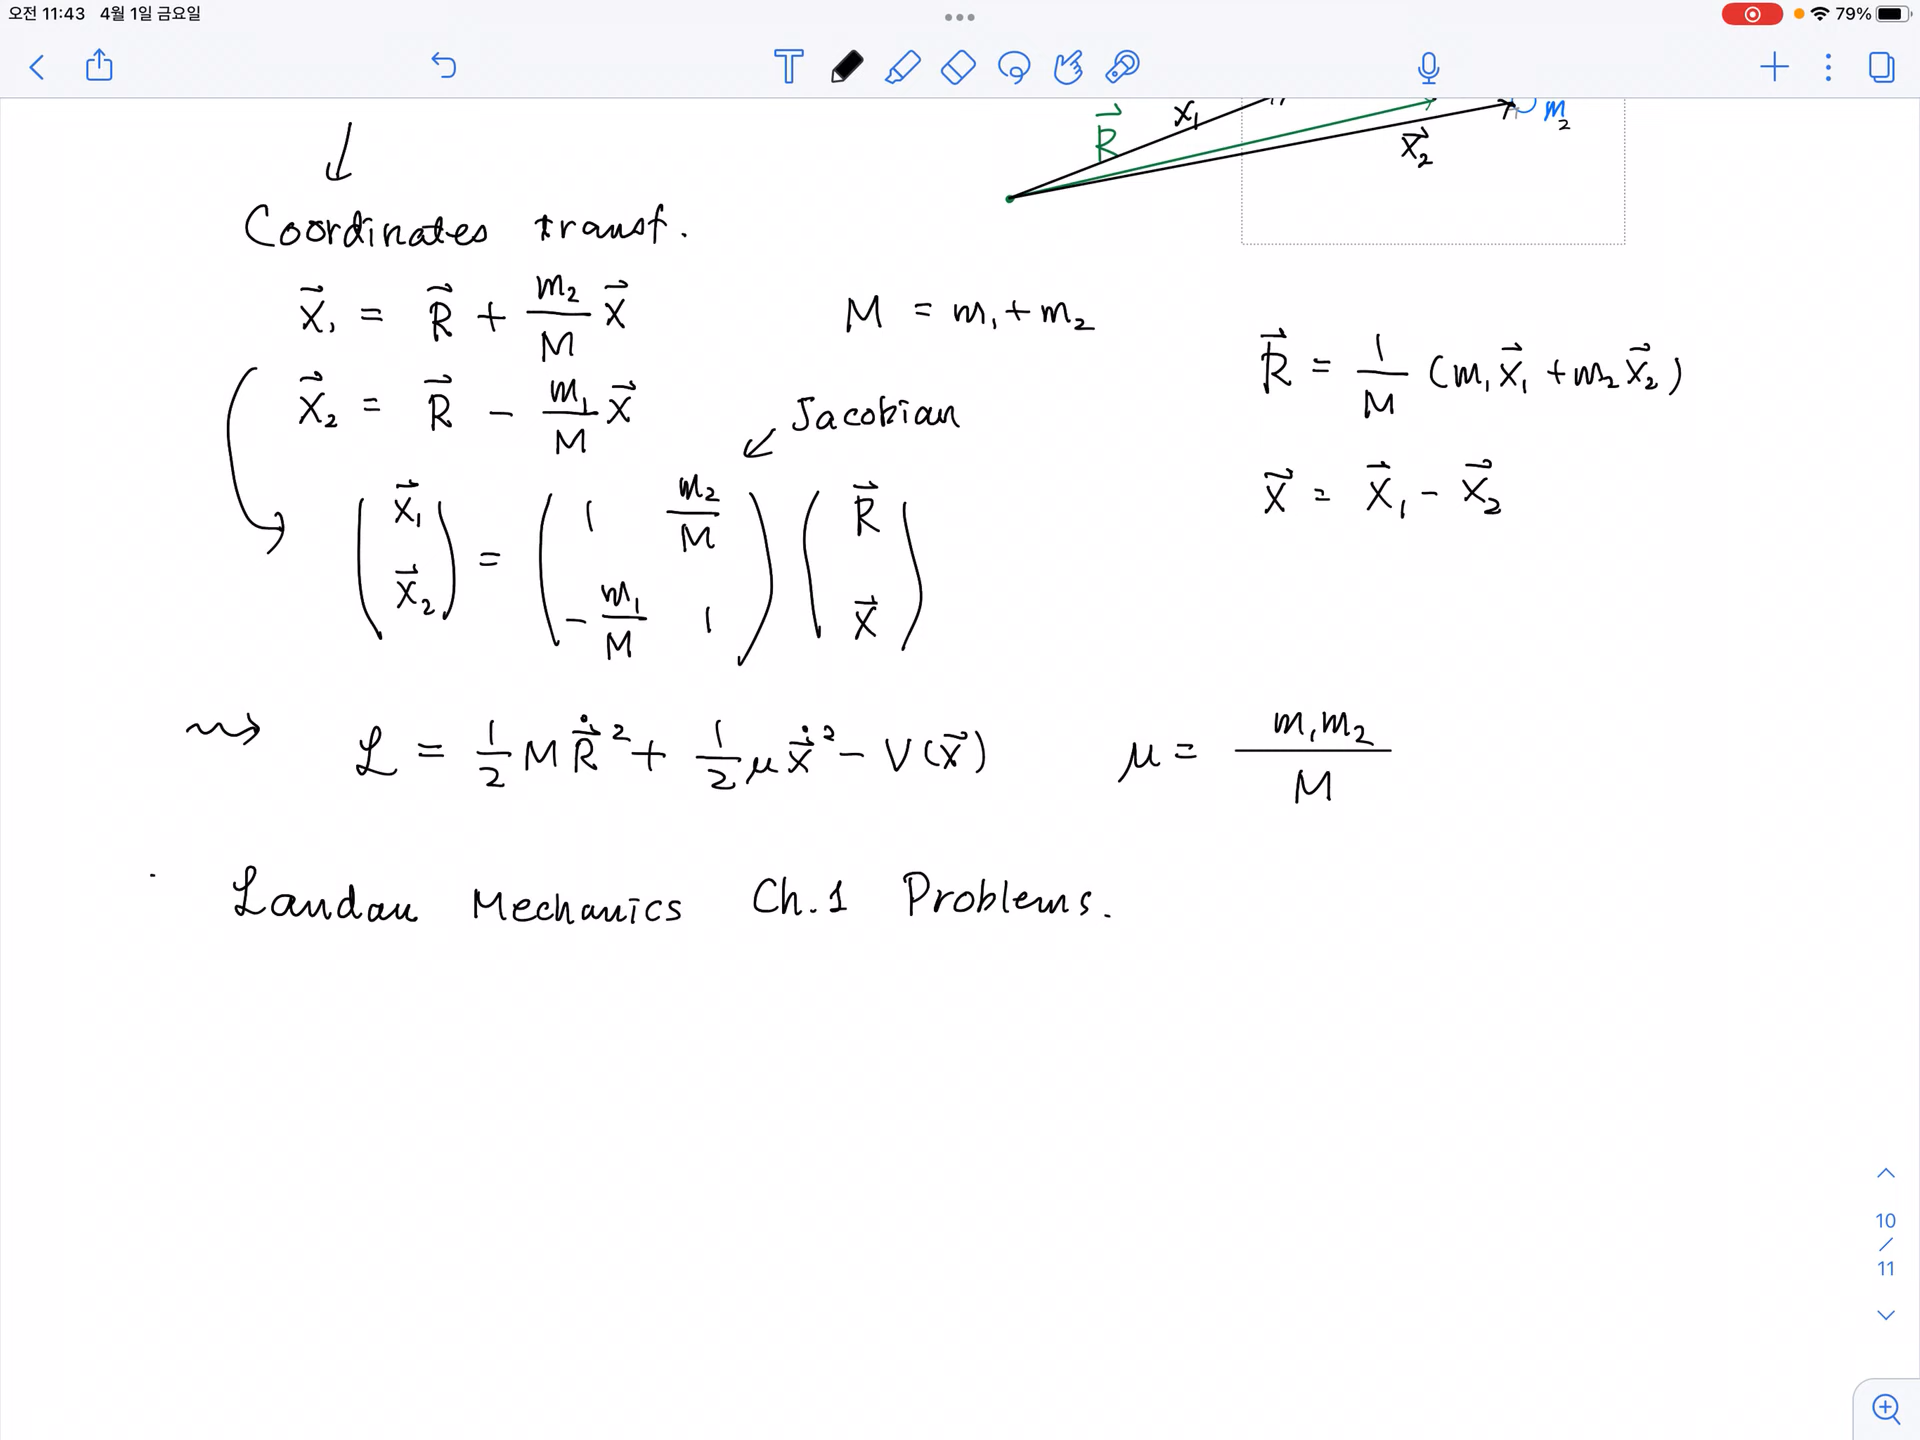 오전 11:43 4월 1일 금요일
79%
T
R⃗ x₁ x⃗₂ m₂
Coordinates transf.
x⃗₁ = R⃗ + m₂/M x⃗ M = m₁ + m₂
R⃗ = 1/M (m₁x⃗₁ + m₂x⃗₂)
x⃗₂ = R⃗ - m₁/M x⃗
Jacobian
x⃗ = x⃗₁ - x⃗₂
( x⃗₁ ; x⃗₂ ) = ( 1 m₂/M ; - m₁/M 1 ) ( R⃗ ; x⃗ )
⇝ ℒ = 1/2 M Ṙ⃗² + 1/2 μ ẋ⃗² - V(x⃗) μ = m₁m₂/M
· Landau Mechanics Ch.1 Problems.
10
/
11